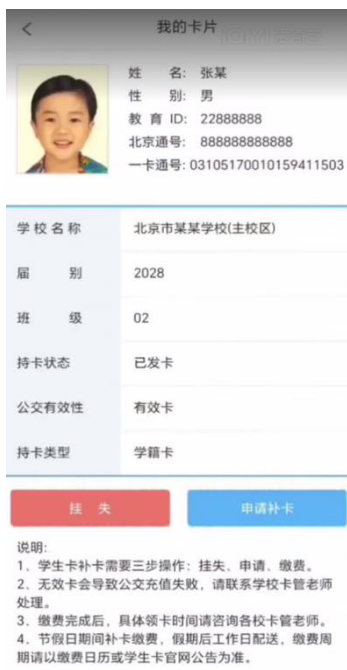 我的卡片
姓 名: 张某
性 别: 男
教 育 ID: 22888888
北京通号: 888888888888
一卡通号: 03105170010159411503
学校名称 北京市某某学校(主校区)
届 别 2028
班 级 02
持卡状态 已发卡
公交有效性 有效卡
持卡类型 学籍卡
挂 失 申请补卡
说明:
1、学生卡补卡需要三步操作：挂失、申请、缴费。
2、无效卡会导致公交充值失败，请联系学校卡管老师
处理。
3、缴费完成后，具体领卡时间请咨询各校卡管老师。
4、节假日期间补卡缴费，假期后工作日配送，缴费周
期请以缴费日历或学生卡官网公告为准。